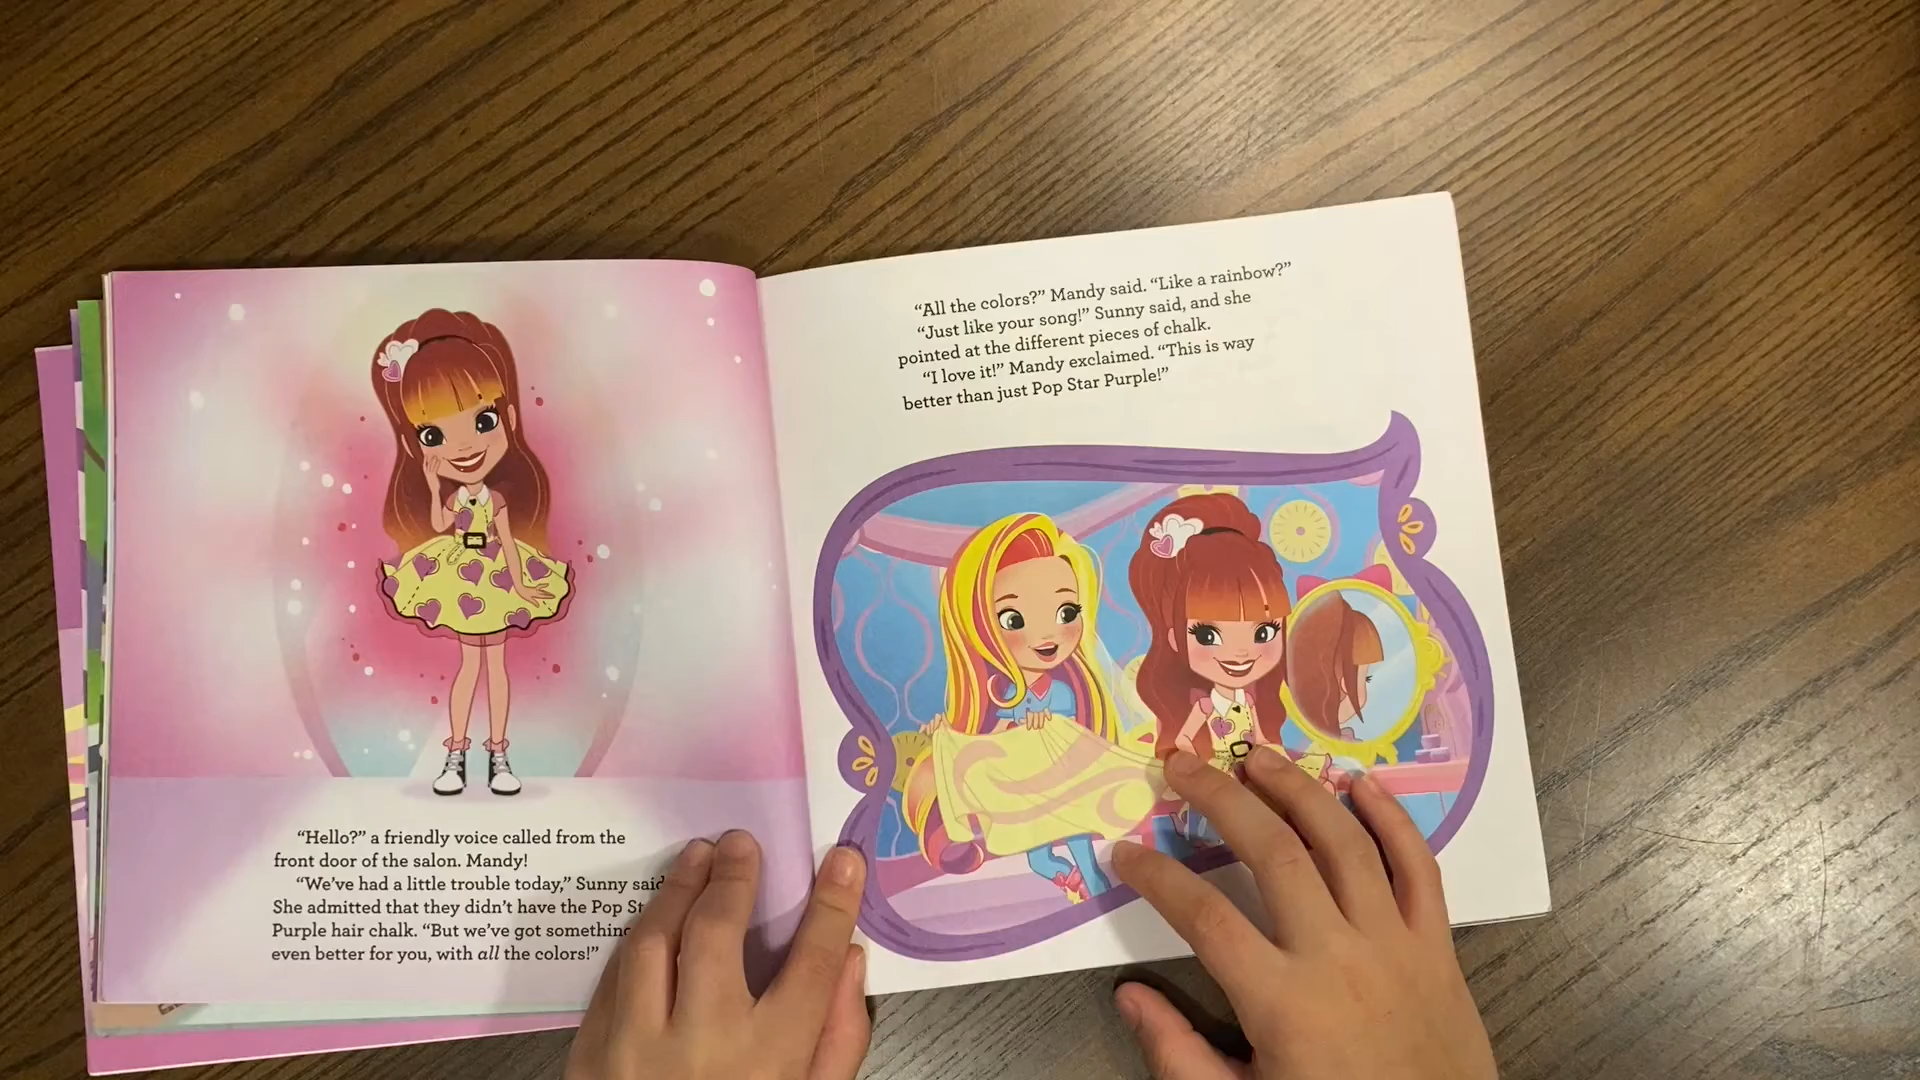 “Hello?” a friendly voice called from the
front door of the salon. Mandy!
“We’ve had a little trouble today,” Sunny said
She admitted that they didn’t have the Pop
Purple hair chalk. “But we’ve got something
even better for you, with all the colors!”
“All the colors?” Mandy said. “Like a rainbow?”
“Just like your song!” Sunny said, and she
pointed at the different pieces of chalk.
“I love it!” Mandy exclaimed. “This is way
better than just Pop Star Purple!”